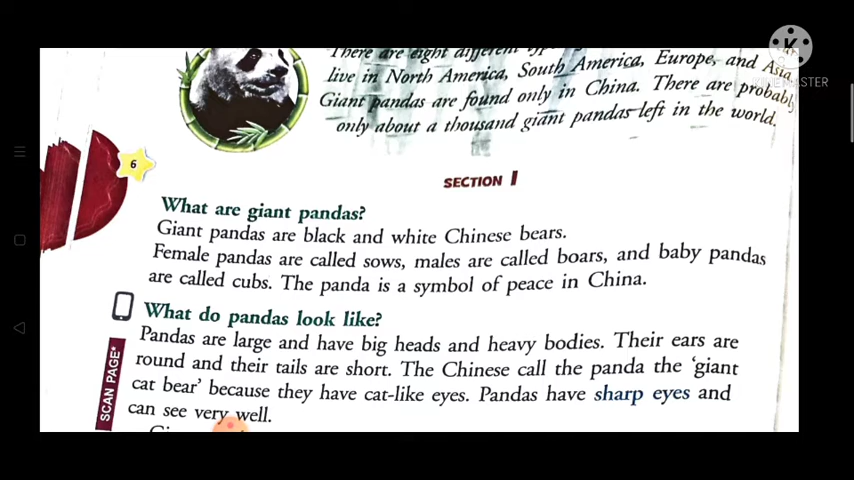 There are eight different
live in North America, South America, Europe, and Asia.
Giant pandas are found only in China. There are probably
only about a thousand giant pandas left in the world.
K
KINEMASTER
6
SECTION I
What are giant pandas?
Giant pandas are black and white Chinese bears.
Female pandas are called sows, males are called boars, and baby pandas
are called cubs. The panda is a symbol of peace in China.
What do pandas look like?
Pandas are large and have big heads and heavy bodies. Their ears are
round and their tails are short. The Chinese call the panda the ‘giant
cat bear’ because they have cat-like eyes. Pandas have sharp eyes and
can see very well.
SCAN PAGE*